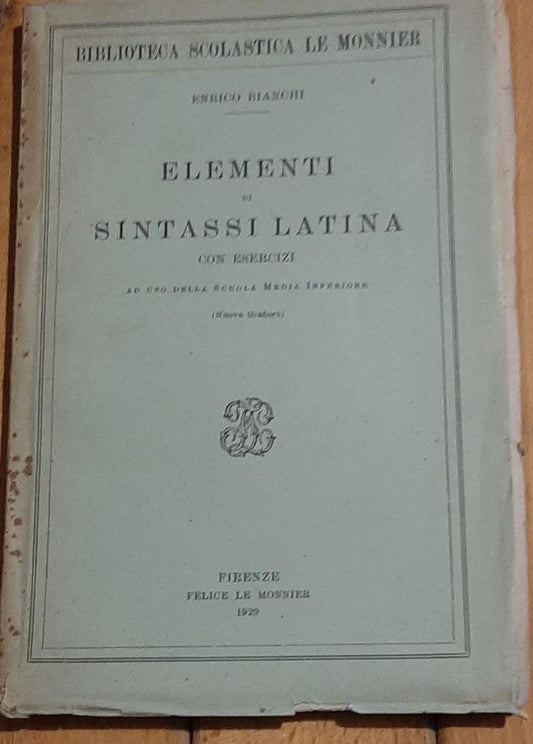 BIBLIOTECA SCOLASTICA LE MONNIER
ENRICO BIANCHI
ELEMENTI
DI
SINTASSI LATINA
CON ESERCIZI
AD USO DELLA SCUOLA MEDIA INFERIORE
(Nuova
FIRENZE
FELICE LE MONNIER
1929